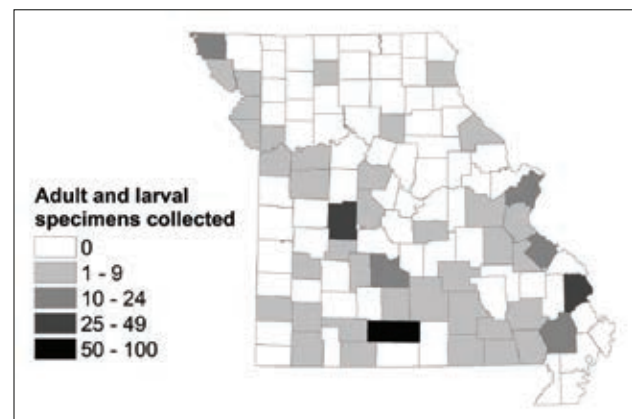 Adult and larval
specimens collected
0
1 - 9
10 - 24
25 - 49
50 - 100